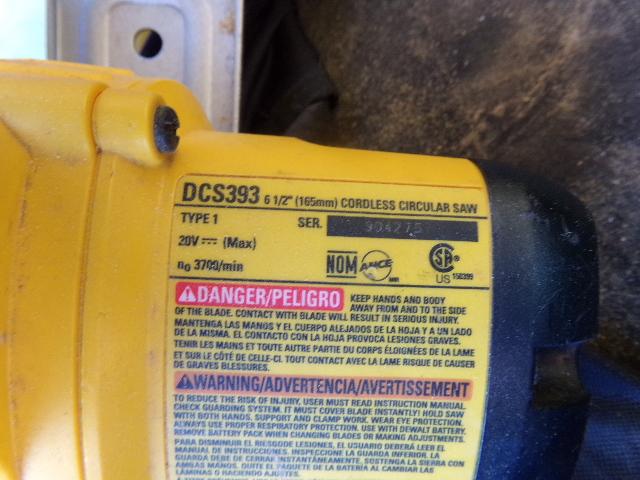 DCS393 6 1/2" (165mm) CORDLESS CIRCULAR SAW
TYPE 1 SER. 904275
20V (Max)
n0 3700/min NOM ANCE CSA US 150399
DANGER/PELIGRO KEEP HANDS AND BODY
AWAY FROM AND TO THE SIDE
OF THE BLADE. CONTACT WITH BLADE WILL RESULT IN SERIOUS INJURY.
MANTENGA LAS MANOS Y EL CUERPO ALEJADOS DE LA HOJA Y A UN LADO
DE LA MISMA. EL CONTACTO CON LA HOJA PROVOCA LESIONES GRAVES.
TENIR LES MAINS ET TOUTE AUTRE PARTIE DU CORPS ÉLOIGNÉES DE LA LAME
ET SUR LE CÔTÉ DE CELLE-CI. TOUT CONTACT AVEC LAME RISQUE DE CAUSER
DE GRAVES BLESSURES.
WARNING/ADVERTENCIA/AVERTISSEMENT
TO REDUCE THE RISK OF INJURY, USER MUST READ INSTRUCTION MANUAL.
CHECK GUARDING SYSTEM. IT MUST COVER BLADE INSTANTLY! HOLD SAW
WITH BOTH HANDS. SUPPORT AND CLAMP WORK. WEAR EYE PROTECTION.
ALWAYS USE PROPER RESPIRATORY PROTECTION. USE WITH DEWALT BATTERY.
REMOVE BATTERY PACK WHEN CHANGING BLADES OR MAKING ADJUSTMENTS.
PARA DISMINUIR EL RIESGODE LESIONES. EL USUARIO DEBERÁ LEER EL
MANUAL DE INSTRUCCIONES. INSPECCIONE LA GUARDA INFERIOR. LA GUARDA
DEBE CUBRIR LA HOJA INSTANTÁNEAMENTE, SOSTENGA LA SIERRA CON
AMBAS MANOS. QUITE EL PAQUETE DE LA BATERIA AL CAMBIAR LAS
LÁMINAS O HACIENDO AJUSTES.